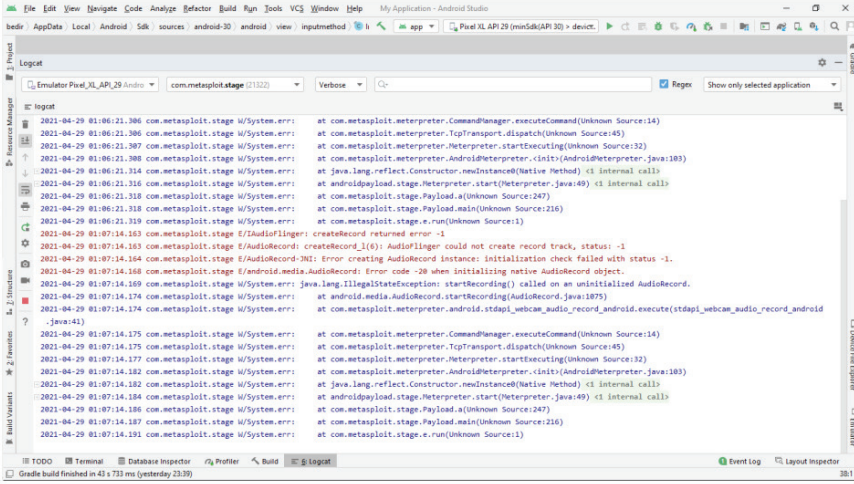 File Edit View Navigate Code Analyze Refactor Build Run Tools VCS Window Help My Application - Android Studio
bedir AppData Local Android Sdk sources android-30 android view inputmethod app Pixel XL API 29 (minSdk(API 30) > device.
1: Project
Logcat
Gradle
Emulator Pixel_XL_API_29 Andro com.metasploit.stage (21322) Verbose Regex Show only selected application
Resource Manager
logcat
2021-04-29 01:06:21.306 com.metasploit.stage W/System.err: at com.metasploit.meterpreter.CommandManager.executeCommand(Unknown Source:14)
2021-04-29 01:06:21.306 com.metasploit.stage W/System.err: at com.metasploit.meterpreter.TcpTransport.dispatch(Unknown Source:45)
2021-04-29 01:06:21.307 com.metasploit.stage W/System.err: at com.metasploit.meterpreter.Meterpreter.startExecuting(Unknown Source:32)
2021-04-29 01:06:21.308 com.metasploit.stage W/System.err: at com.metasploit.meterpreter.AndroidMeterpreter.<init>(AndroidMeterpreter.java:103)
2021-04-29 01:06:21.314 com.metasploit.stage W/System.err: at java.lang.reflect.Constructor.newInstance0(Native Method) <1 internal call>
2021-04-29 01:06:21.316 com.metasploit.stage W/System.err: at androidpayload.stage.Meterpreter.start(Meterpreter.java:49) <1 internal call>
2021-04-29 01:06:21.318 com.metasploit.stage W/System.err: at com.metasploit.stage.Payload.a(Unknown Source:247)
2021-04-29 01:06:21.318 com.metasploit.stage W/System.err: at com.metasploit.stage.Payload.main(Unknown Source:216)
2021-04-29 01:06:21.319 com.metasploit.stage W/System.err: at com.metasploit.stage.e.run(Unknown Source:1)
2021-04-29 01:07:14.163 com.metasploit.stage E/IAudioFlinger: createRecord returned error -1
2021-04-29 01:07:14.163 com.metasploit.stage E/AudioRecord: createRecord_l(6): AudioFlinger could not create record track, status: -1
2021-04-29 01:07:14.164 com.metasploit.stage E/AudioRecord-JNI: Error creating AudioRecord instance: initialization check failed with status -1.
2021-04-29 01:07:14.168 com.metasploit.stage E/android.media.AudioRecord: Error code -20 when initializing native AudioRecord object.
2021-04-29 01:07:14.169 com.metasploit.stage W/System.err: java.lang.IllegalStateException: startRecording() called on an uninitialized AudioRecord.
2021-04-29 01:07:14.174 com.metasploit.stage W/System.err: at android.media.AudioRecord.startRecording(AudioRecord.java:1075)
2021-04-29 01:07:14.174 com.metasploit.stage W/System.err: at com.metasploit.meterpreter.android.stdapi_webcam_audio_record_android.execute(stdapi_webcam_audio_record_android
.java:41)
2021-04-29 01:07:14.175 com.metasploit.stage W/System.err: at com.metasploit.meterpreter.CommandManager.executeCommand(Unknown Source:14)
2021-04-29 01:07:14.175 com.metasploit.stage W/System.err: at com.metasploit.meterpreter.TcpTransport.dispatch(Unknown Source:45)
2021-04-29 01:07:14.177 com.metasploit.stage W/System.err: at com.metasploit.meterpreter.Meterpreter.startExecuting(Unknown Source:32)
2021-04-29 01:07:14.182 com.metasploit.stage W/System.err: at com.metasploit.meterpreter.AndroidMeterpreter.<init>(AndroidMeterpreter.java:103)
2021-04-29 01:07:14.182 com.metasploit.stage W/System.err: at java.lang.reflect.Constructor.newInstance0(Native Method) <1 internal call>
2021-04-29 01:07:14.184 com.metasploit.stage W/System.err: at androidpayload.stage.Meterpreter.start(Meterpreter.java:49) <1 internal call>
2021-04-29 01:07:14.186 com.metasploit.stage W/System.err: at com.metasploit.stage.Payload.a(Unknown Source:247)
2021-04-29 01:07:14.187 com.metasploit.stage W/System.err: at com.metasploit.stage.Payload.main(Unknown Source:216)
2021-04-29 01:07:14.191 com.metasploit.stage W/System.err: at com.metasploit.stage.e.run(Unknown Source:1)
Z: Structure
2: Favorites
Build Variants
Device File Explorer
Emulator
TODO Terminal Database Inspector Profiler Build 6: Logcat Event Log Layout Inspector
Gradle build finished in 43 s 733 ms (yesterday 23:39) 38:1